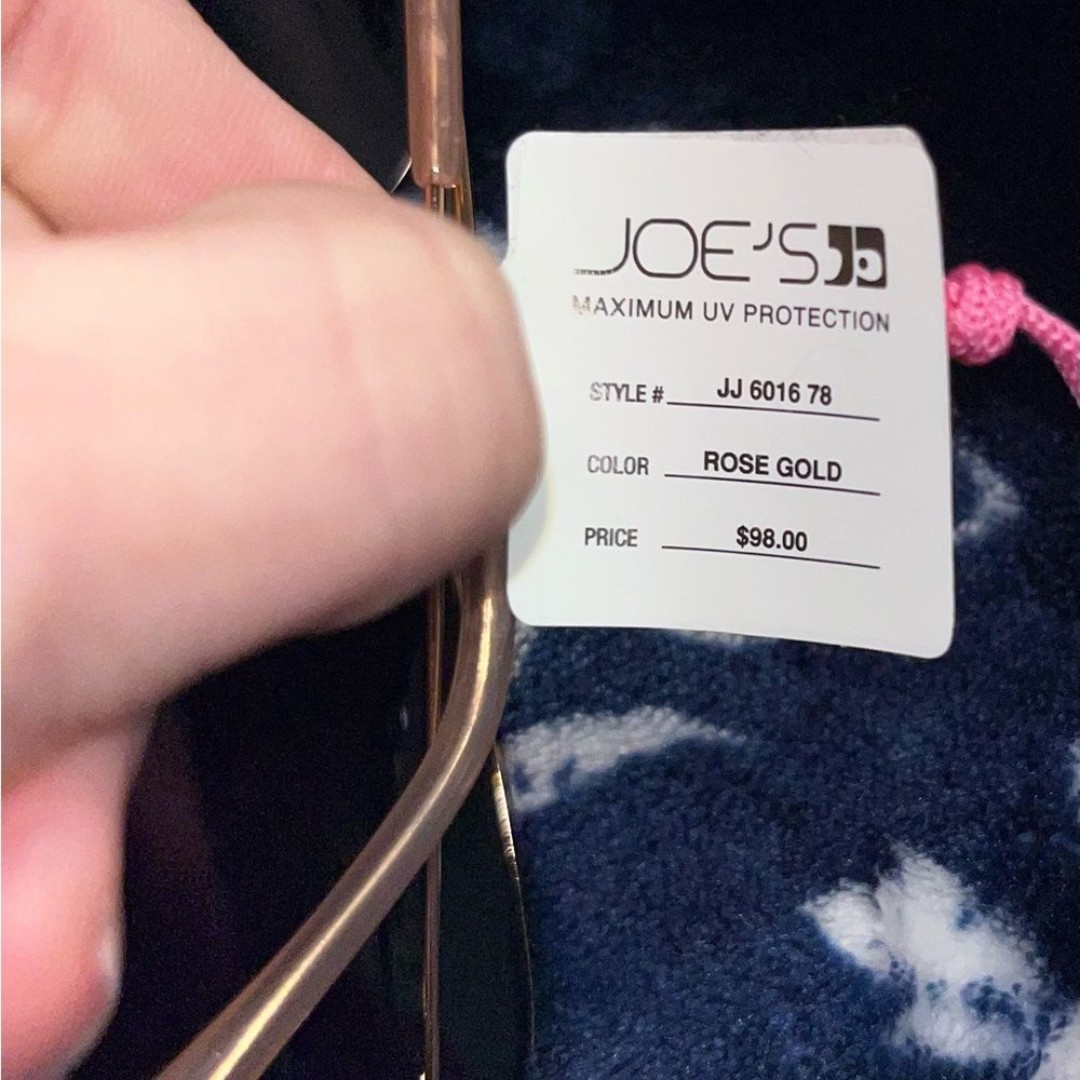 JOE'S
MAXIMUM UV PROTECTION
STYLE # JJ 6016 78
COLOR ROSE GOLD
PRICE $98.00